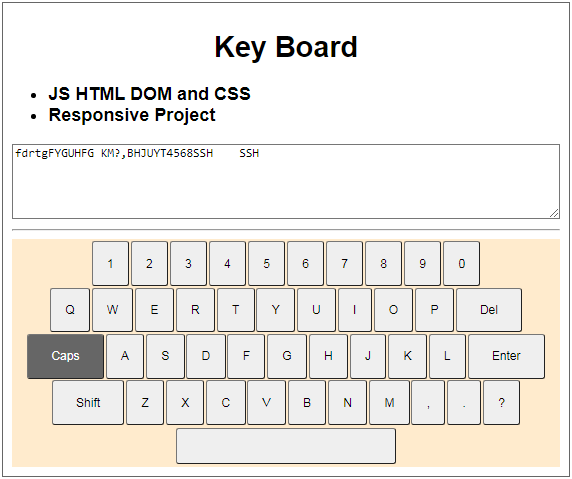 Key Board
JS HTML DOM and CSS
Responsive Project
fdrtgFYGUHFG KM?,BHJUYT4568SSH    SSH
1 2 3 4 5 6 7 8 9 0
Q W E R T Y U I O P Del
Caps A S D F G H J K L Enter
Shift Z X C V B N M , . ?